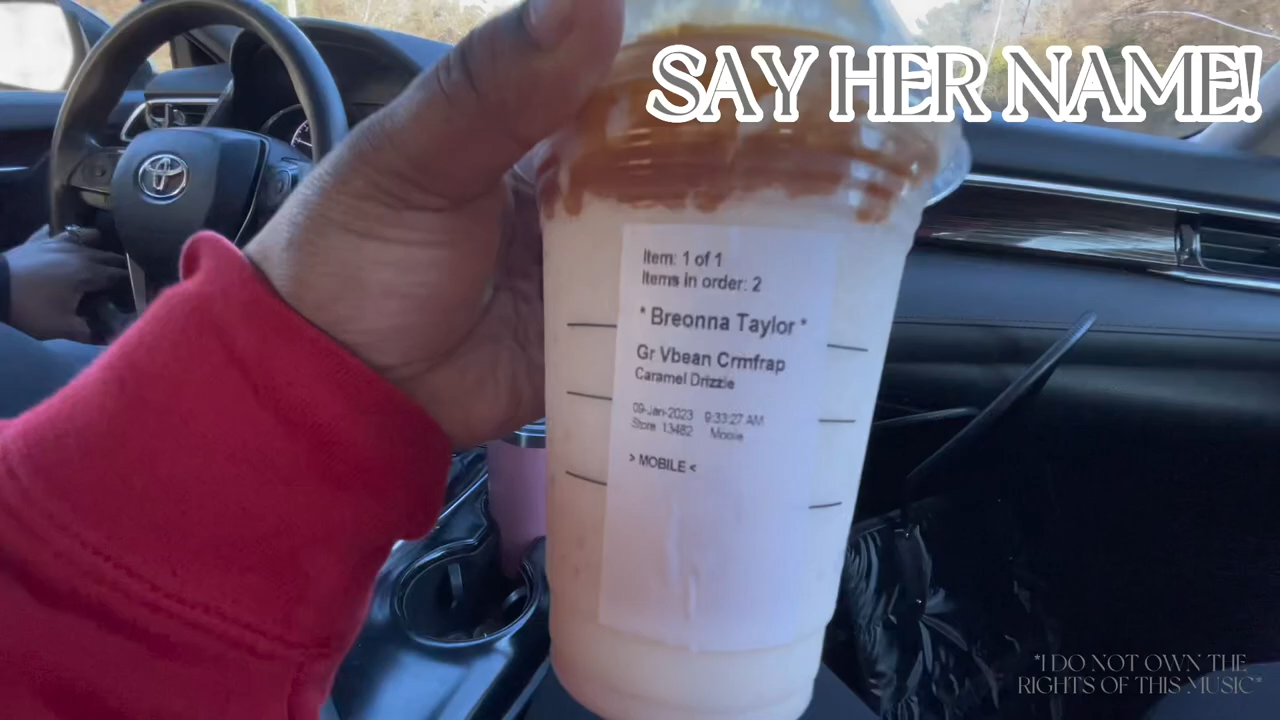 SAY HER NAME!
Item: 1 of 1
Items in order: 2
* Breonna Taylor *
Gr Vbean Crmfrap
Caramel Drizzle
09-Jan-2023 9:33:27 AM
Store 13482 Mobile
> MOBILE <
*I DO NOT OWN THE
RIGHTS OF THIS MUSIC*